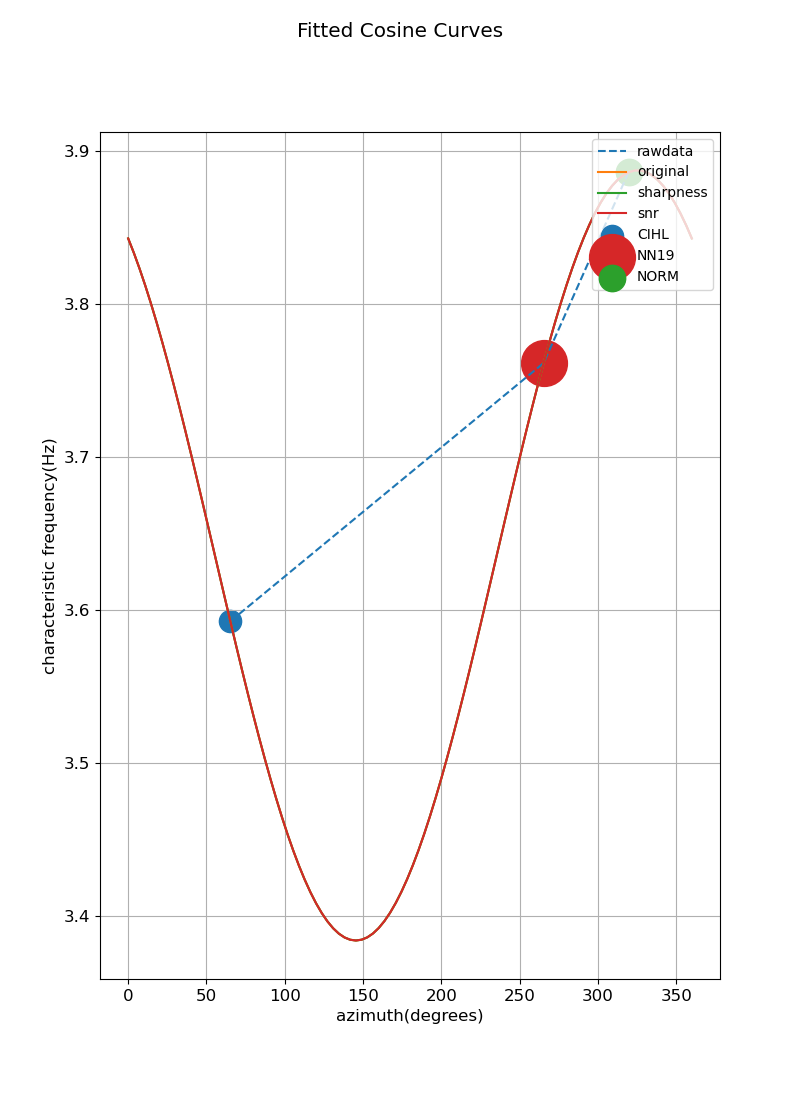 Fitted Cosine Curves
3.9
3.8
3.7
3.6
3.5
3.4
characteristic frequency(Hz)
rawdata
original
sharpness
snr
CIHL
NN19
NORM
0 50 100 150 200 250 300 350
azimuth(degrees)